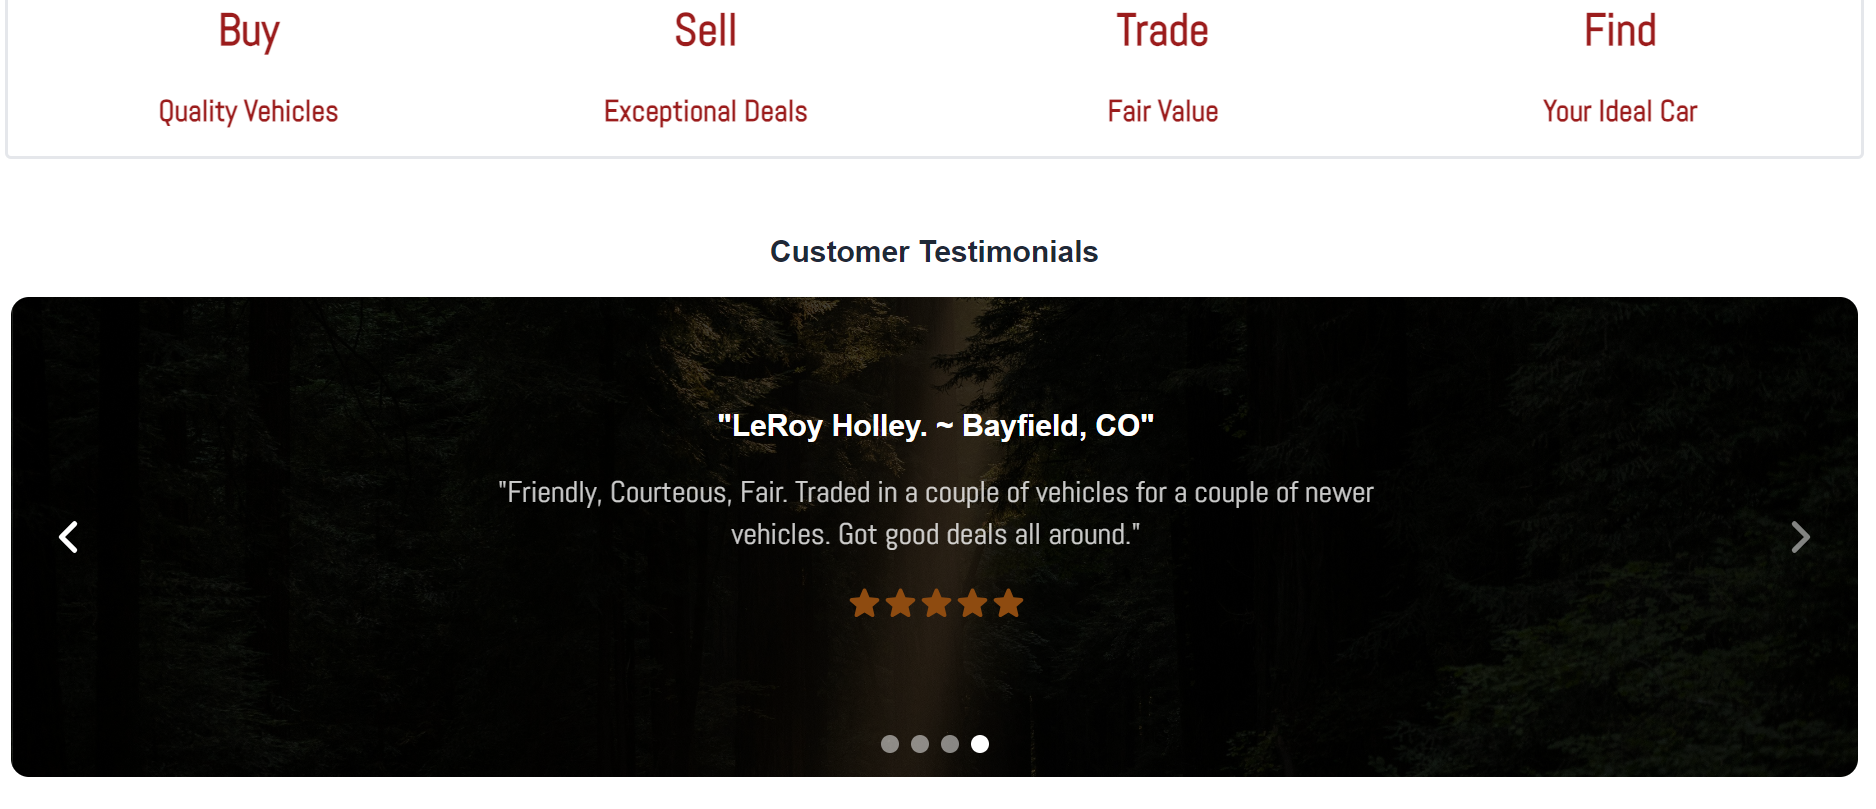 Buy
Sell
Trade
Find
Quality Vehicles
Exceptional Deals
Fair Value
Your Ideal Car
Customer Testimonials
"LeRoy Holley. ~ Bayfield, CO"
"Friendly, Courteous, Fair. Traded in a couple of vehicles for a couple of newer
vehicles. Got good deals all around."